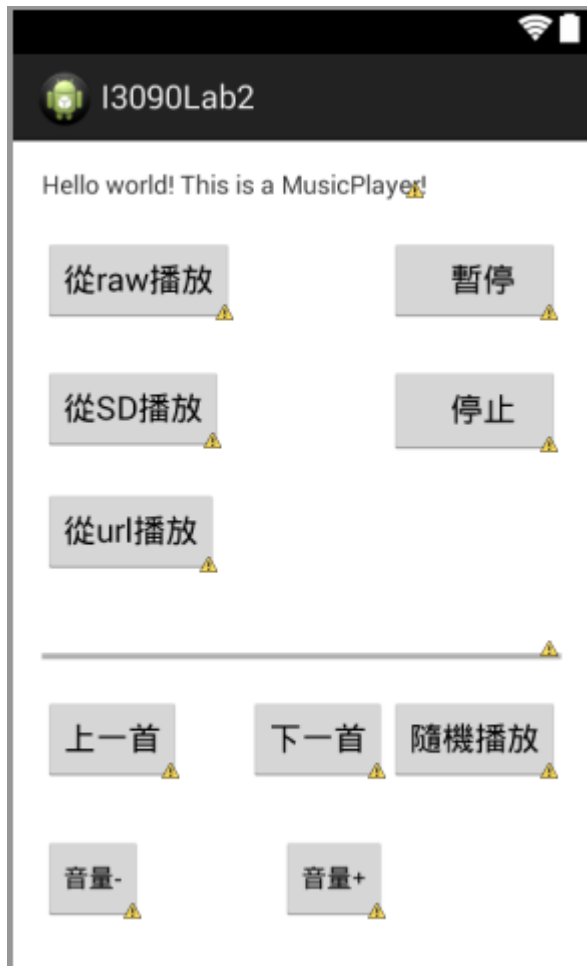 I3090Lab2
Hello world! This is a MusicPlayer!
從raw播放 暫停
從SD播放 停止
從url播放
上一首 下一首 隨機播放
音量- 音量+